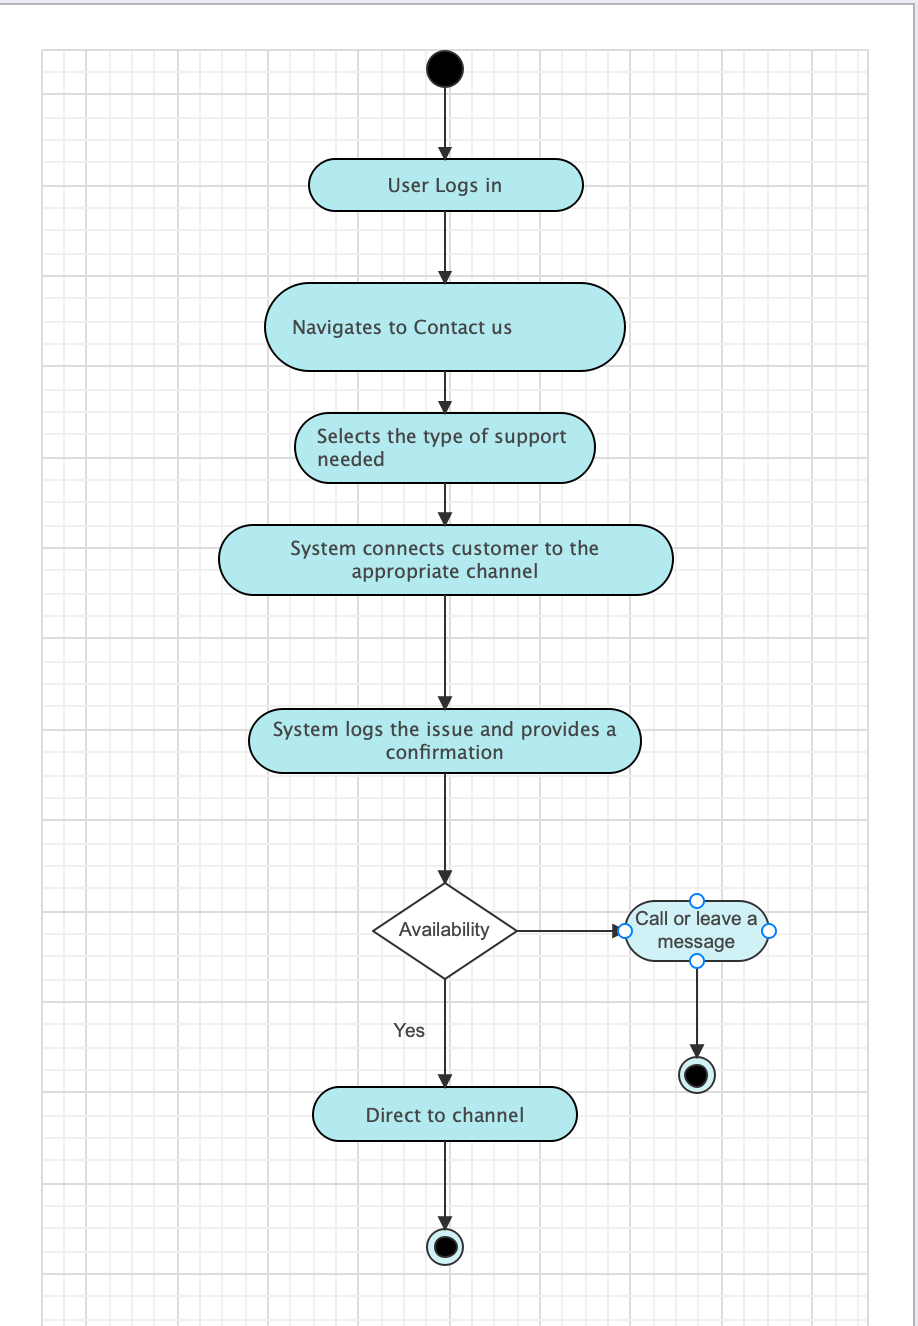 User Logs in
Navigates to Contact us
Selects the type of support
needed
System connects customer to the
appropriate channel
System logs the issue and provides a
confirmation
Availability
Call or leave a
message
Yes
Direct to channel